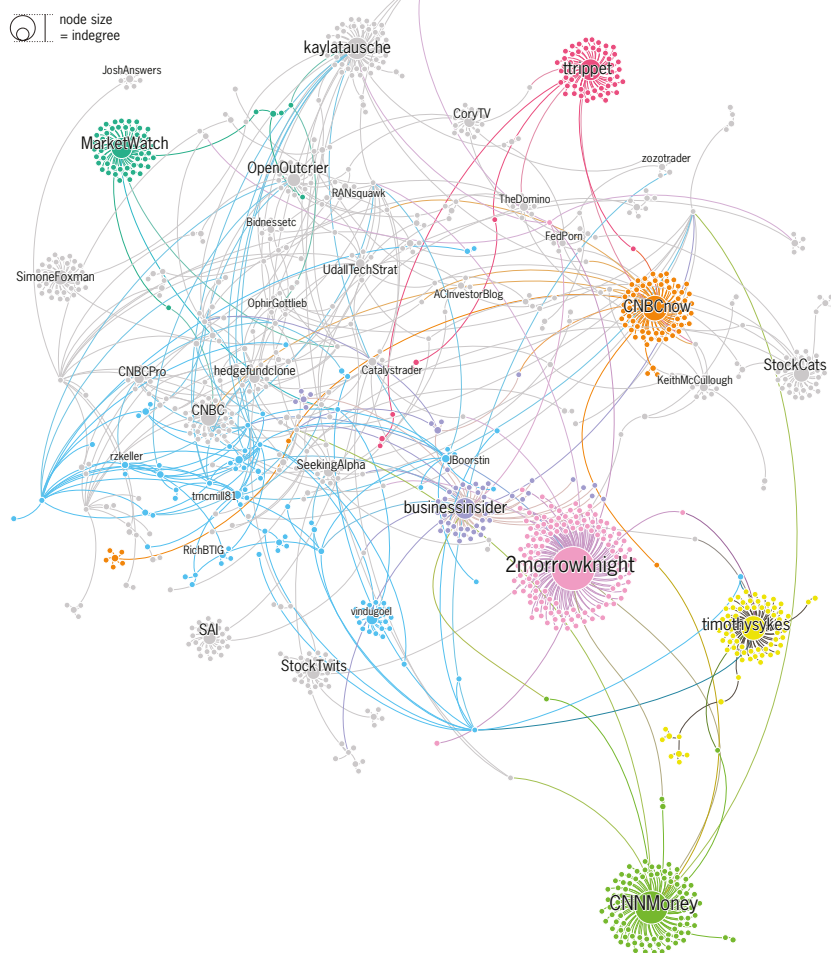 node size
= indegree
kaylatausche
ttrippet
JoshAnswers
CoryTV
MarketWatch
zozotrader
OpenOutcrier
RANsquawk
TheDomino
Bidnessetc
FedPorn
UdallTechStrat
SimoneFoxman
ACInvestorBlog
OphirGottlieb
CNBCnow
CNBCPro
hedgefundclone
Catalystrader
StockCats
KeithMcCullough
CNBC
rzkeller
SeekingAlpha
JBoorstin
tmcmill81
businessinsider
RichBTIG
2morrowknight
vindugoel
timothysykes
SAI
StockTwits
CNNMoney